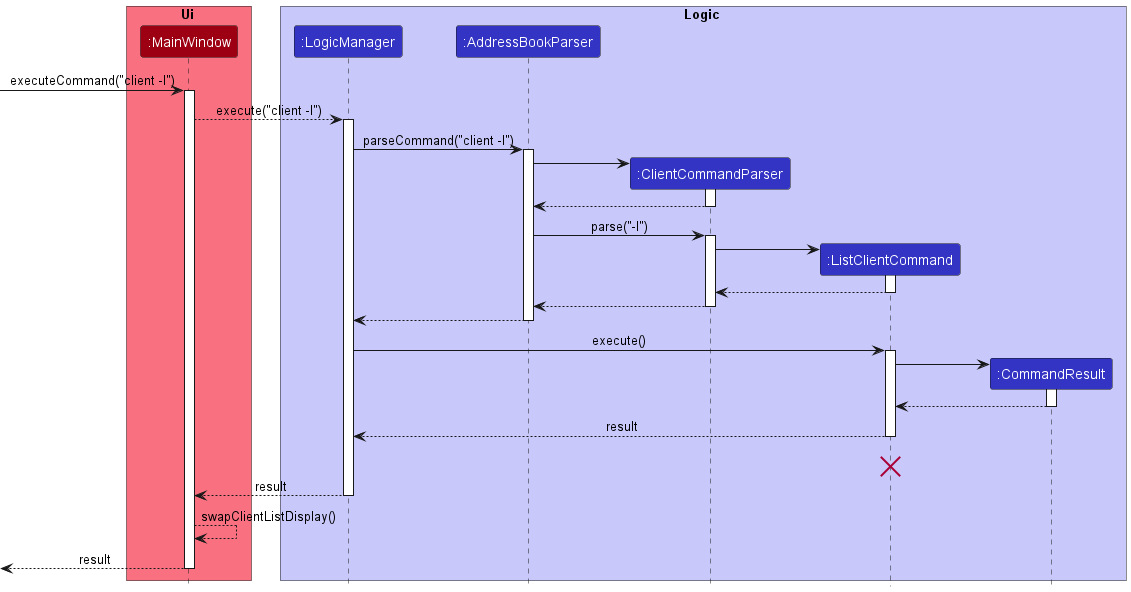 Ui
Logic
:MainWindow
:LogicManager
:AddressBookParser
executeCommand("client -l")
execute("client -l")
parseCommand("client -l")
:ClientCommandParser
parse("-l")
:ListClientCommand
execute()
:CommandResult
result
result
swapClientListDisplay()
result